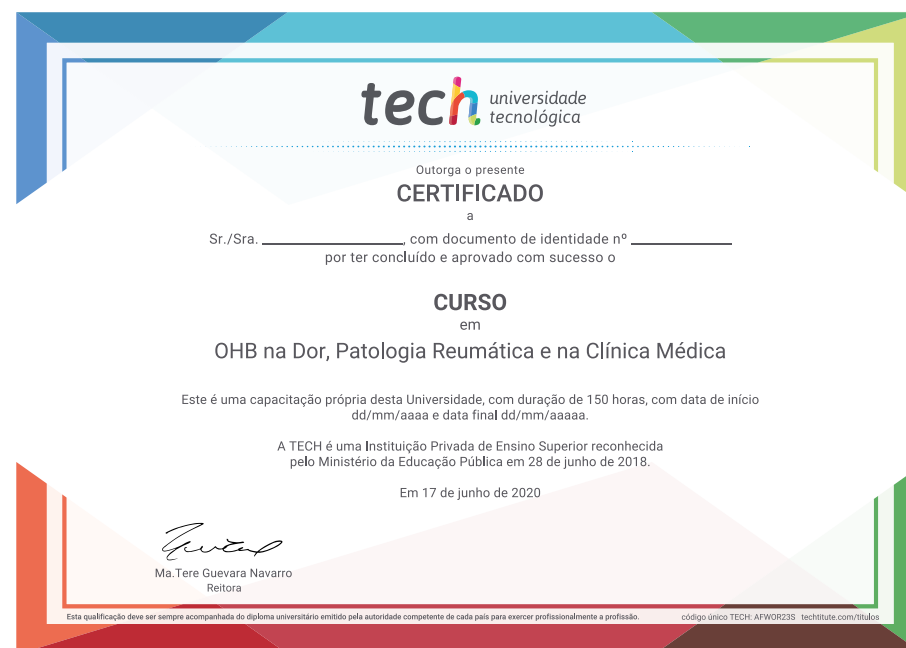 tech universidade
tecnológica
Outorga o presente
CERTIFICADO
a
Sr./Sra. ________________, com documento de identidade nº ____________
por ter concluído e aprovado com sucesso o
CURSO
em
OHB na Dor, Patologia Reumática e na Clínica Médica
Este é uma capacitação própria desta Universidade, com duração de 150 horas, com data de início
dd/mm/aaaa e data final dd/mm/aaaaa.
A TECH é uma Instituição Privada de Ensino Superior reconhecida
pelo Ministério da Educação Pública em 28 de junho de 2018.
Em 17 de junho de 2020
Ma.Tere Guevara Navarro
Reitora
Esta qualificação deve ser sempre acompanhada do diploma universitário emitido pela autoridade competente de cada país para exercer profissionalmente a profissão. código único TECH: AFWOR23S techtitute.com/titulos